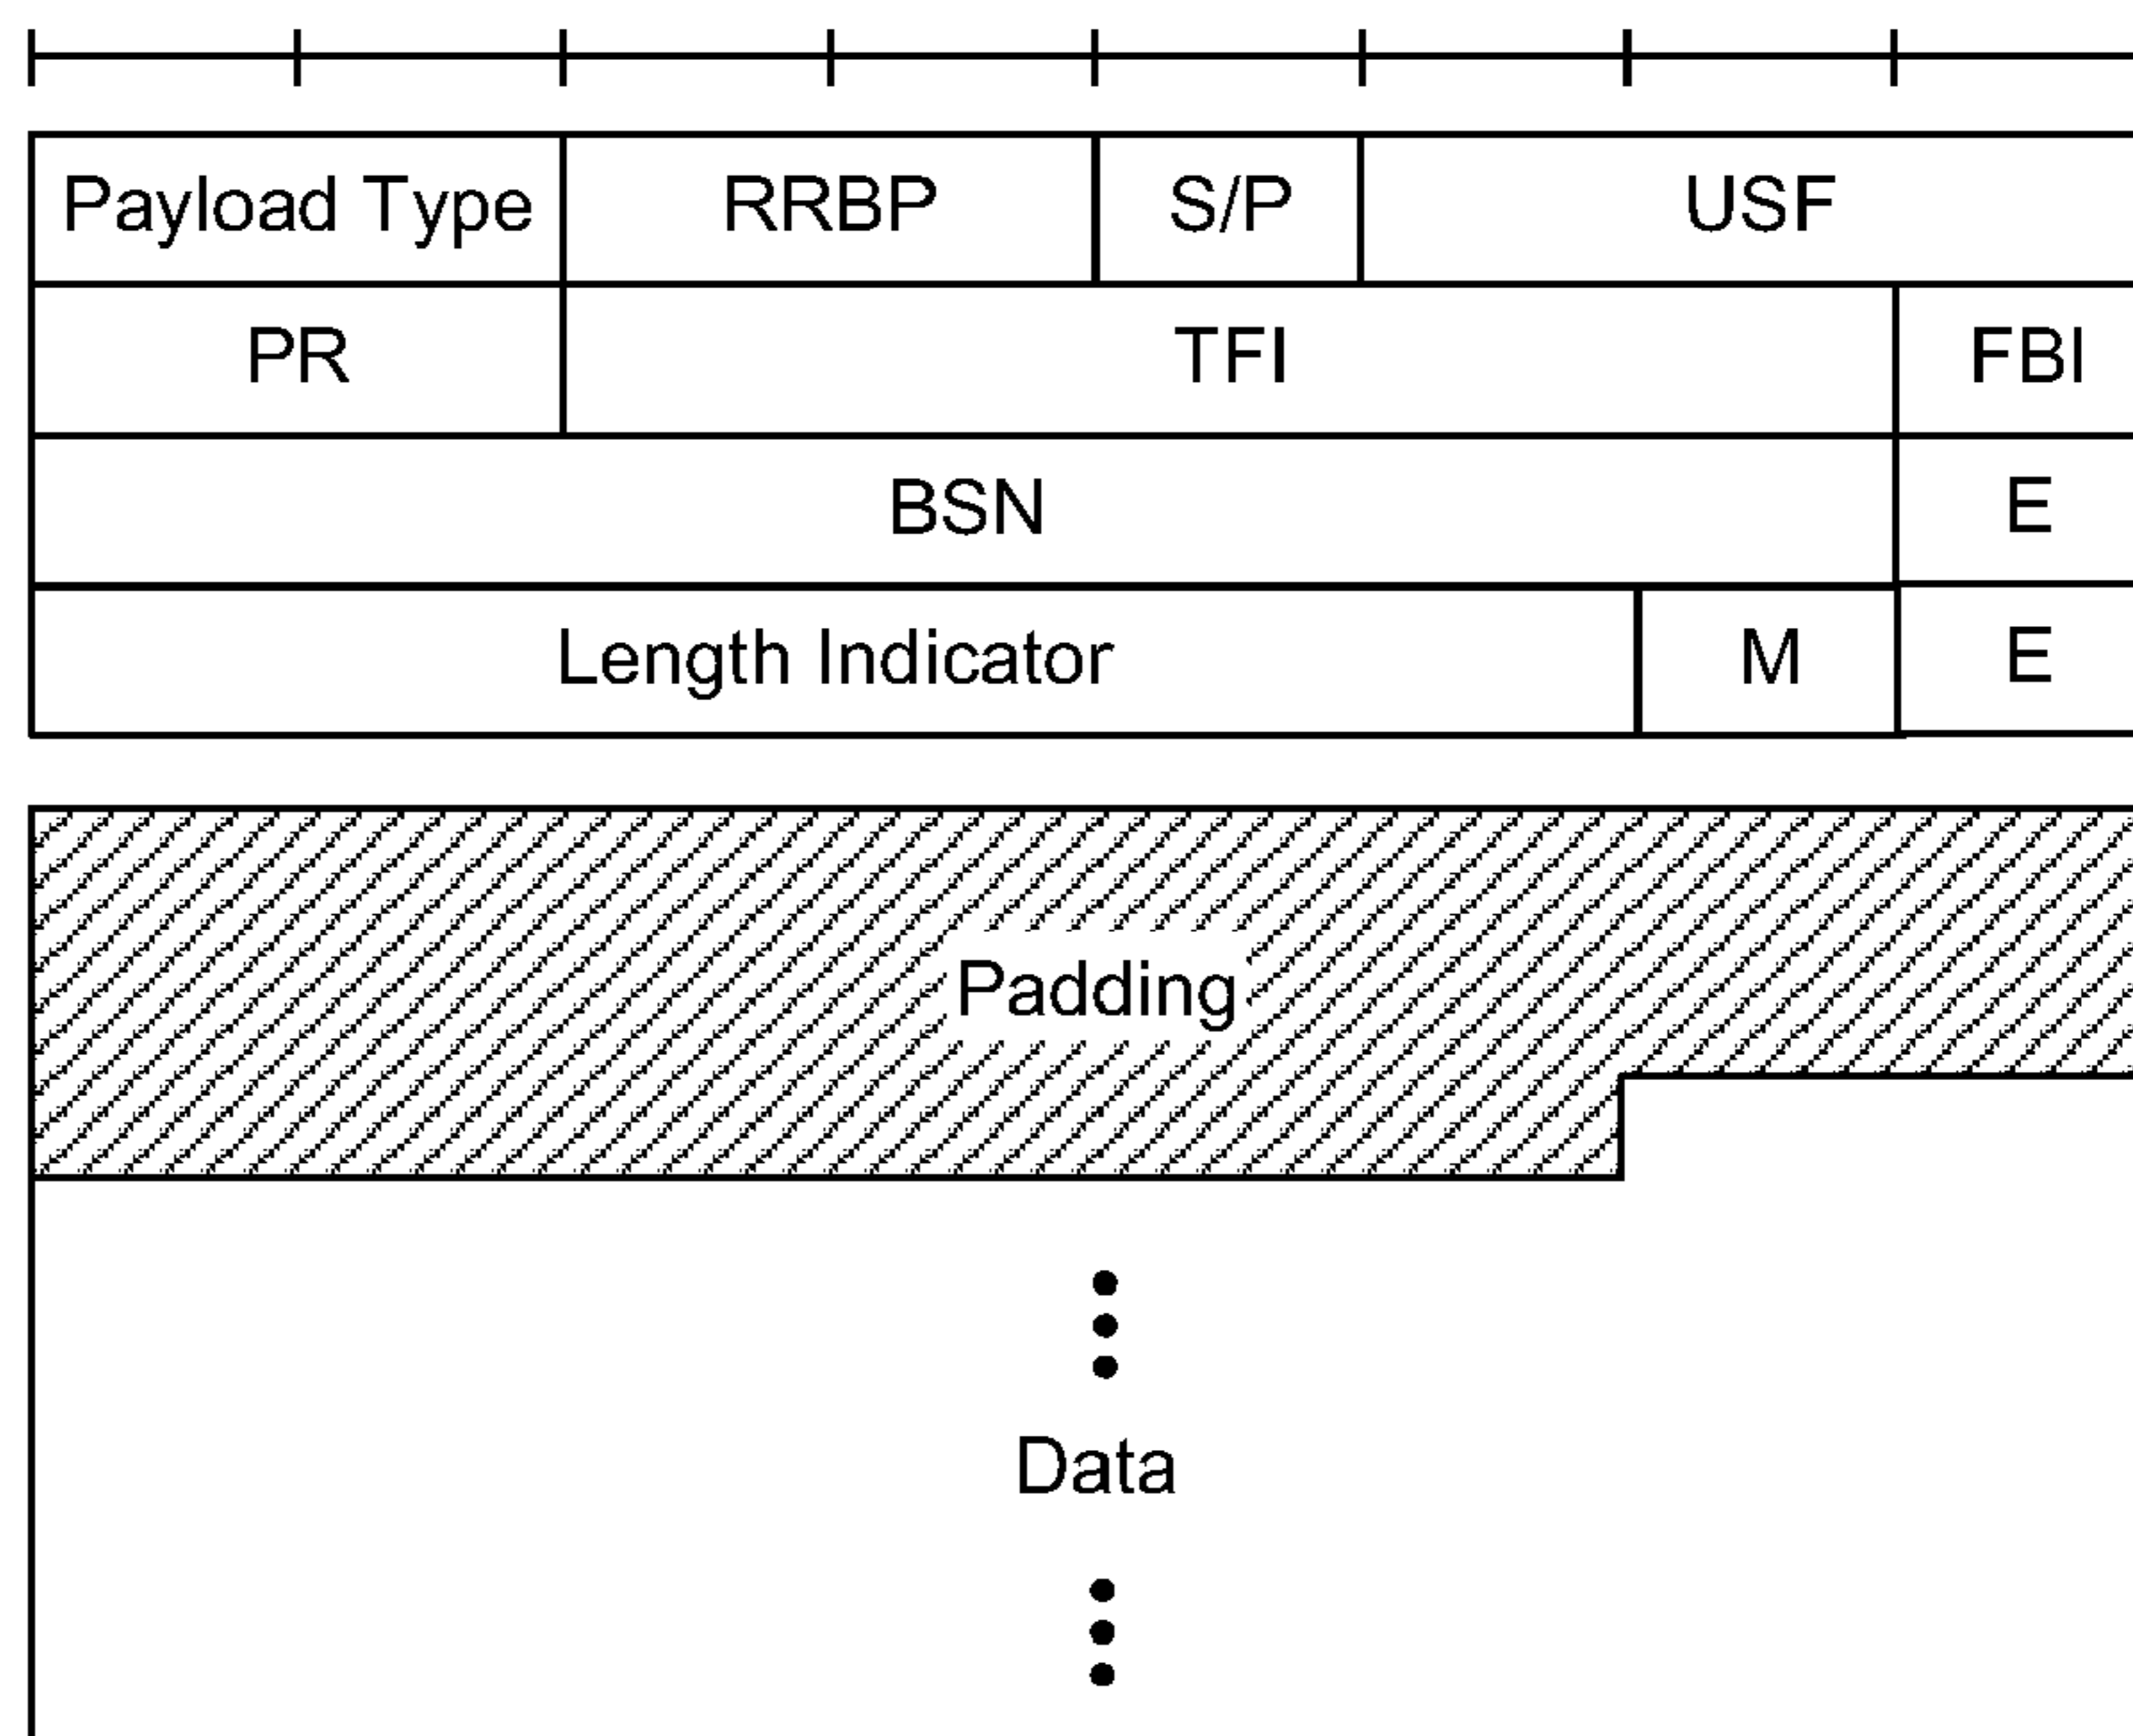 Payload Type RRBP S/P USF
PR TFI FBI
BSN E
Length Indicator M E
Padding
Data